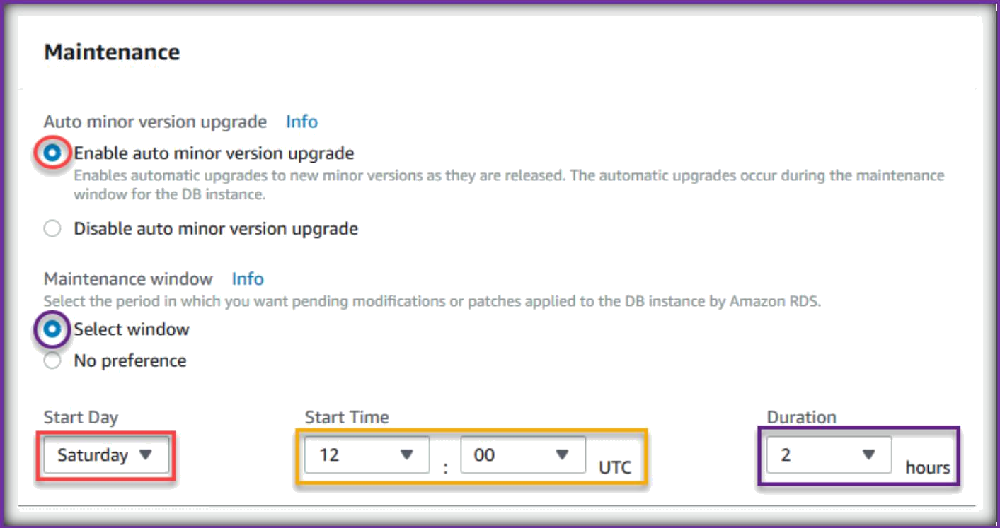 Maintenance
Auto minor version upgrade Info
Enable auto minor version upgrade
Enables automatic upgrades to new minor versions as they are released. The automatic upgrades occur during the maintenance
window for the DB instance.
Disable auto minor version upgrade
Maintenance window Info
Select the period in which you want pending modifications or patches applied to the DB instance by Amazon RDS.
Select window
No preference
Start Day Start Time Duration
Saturday 12 : 00 UTC 2 hours